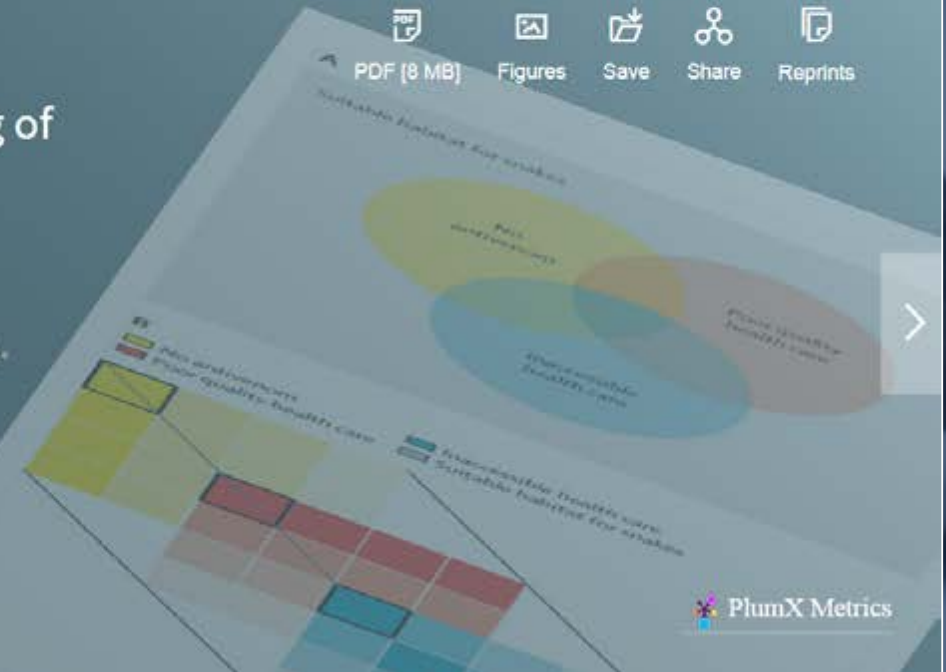 PDF [8 MB]
Figures
Save
Share
Reprints
g of
A
Suitable habitat for snakes
No
antivenom
Poor quality
health care
Inaccessible
health care
B
No antivenom
Poor quality health care
Inaccessible health care
Suitable habitat for snakes
PlumX Metrics